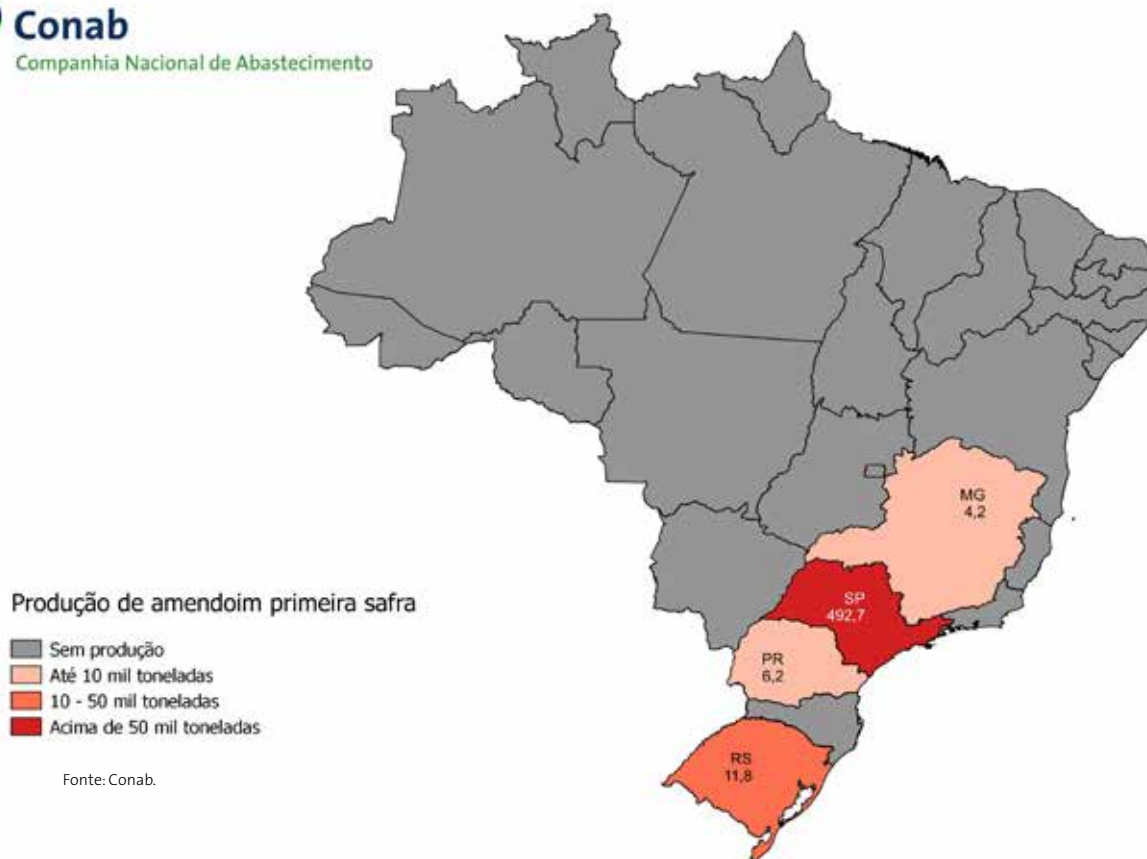 Conab
Companhia Nacional de Abastecimento
MG
4,2
SP
492,7
PR
6,2
RS
11,8
Produção de amendoim primeira safra
Sem produção
Até 10 mil toneladas
10 - 50 mil toneladas
Acima de 50 mil toneladas
Fonte: Conab.